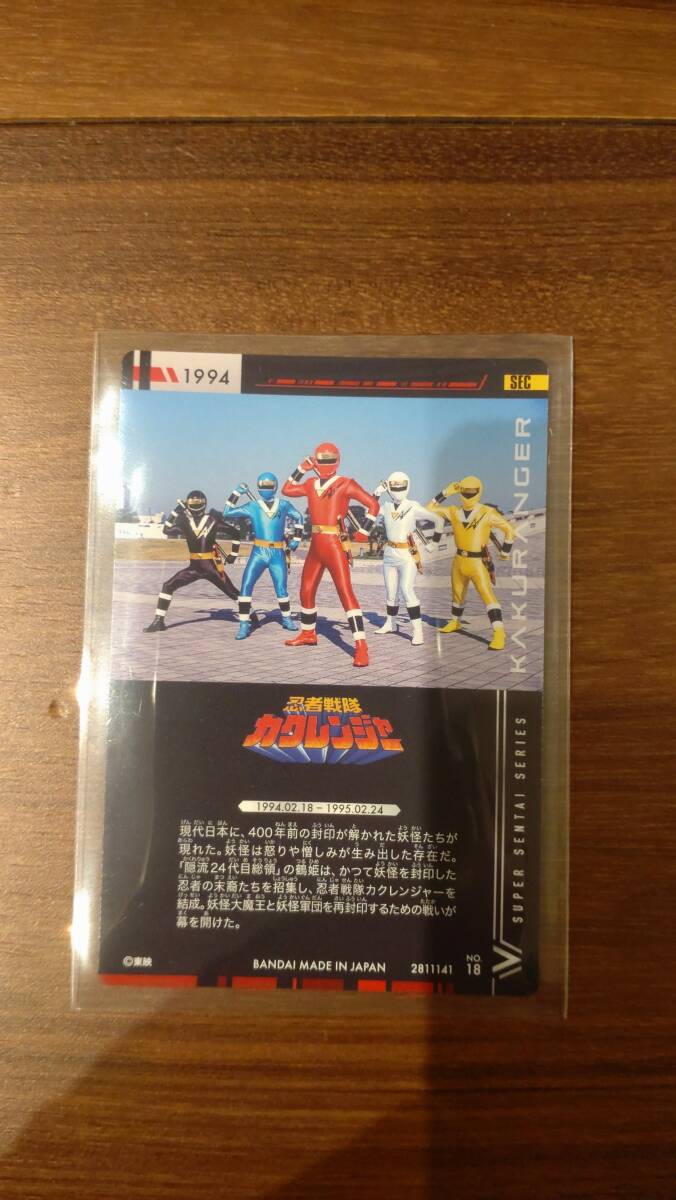 1994
SEC
KAKURANGER
忍者戦隊
カクレンジャー
1994.02.18 – 1995.02.24
現代日本に、400年前の封印が解かれた妖怪たちが
現れた。妖怪は怒りや憎しみが生み出した存在だ。
「隠流24代目総領」の鶴姫は、かつて妖怪を封印した
忍者の末裔たちを招集し、忍者戦隊カクレンジャーを
結成。妖怪大魔王と妖怪軍団を再封印するための戦いが
幕を開けた。
SUPER SENTAI SERIES
©東映
BANDAI MADE IN JAPAN
2811141
NO.
18